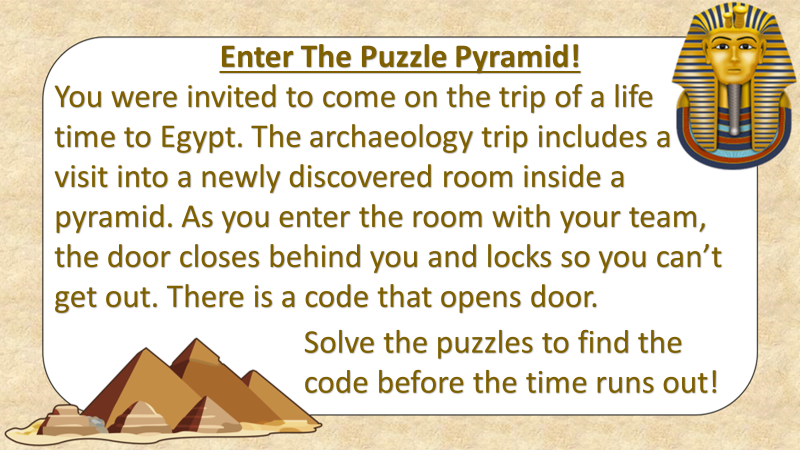 Enter The Puzzle Pyramid!
You were invited to come on the trip of a life
time to Egypt. The archaeology trip includes a
visit into a newly discovered room inside a
pyramid. As you enter the room with your team,
the door closes behind you and locks so you can’t
get out. There is a code that opens door.
Solve the puzzles to find the
code before the time runs out!